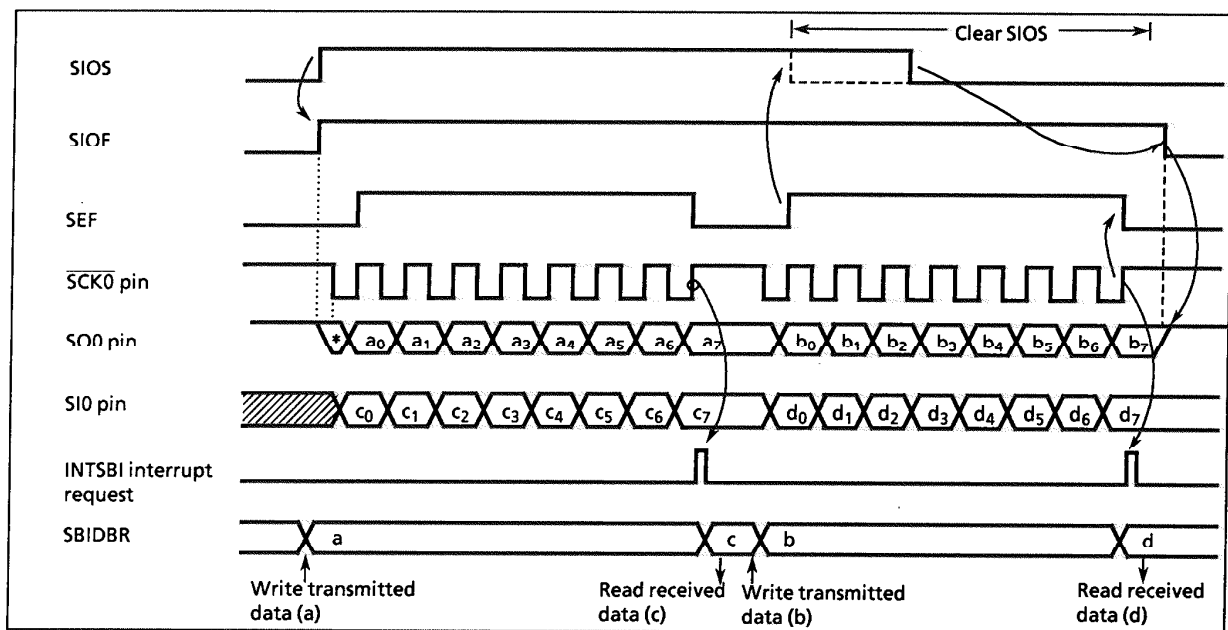 Clear SIOS
SIOS
SIOF
SEF
SCK0 pin
SO0 pin
* a0 a1 a2 a3 a4 a5 a6 a7 b0 b1 b2 b3 b4 b5 b6 b7
SI0 pin
c0 c1 c2 c3 c4 c5 c6 c7 d0 d1 d2 d3 d4 d5 d6 d7
INTSBI interrupt
request
SBIDBR
a c b d
Write transmitted
data (a)
Read received
data (c)
Write transmitted
data (b)
Read received
data (d)